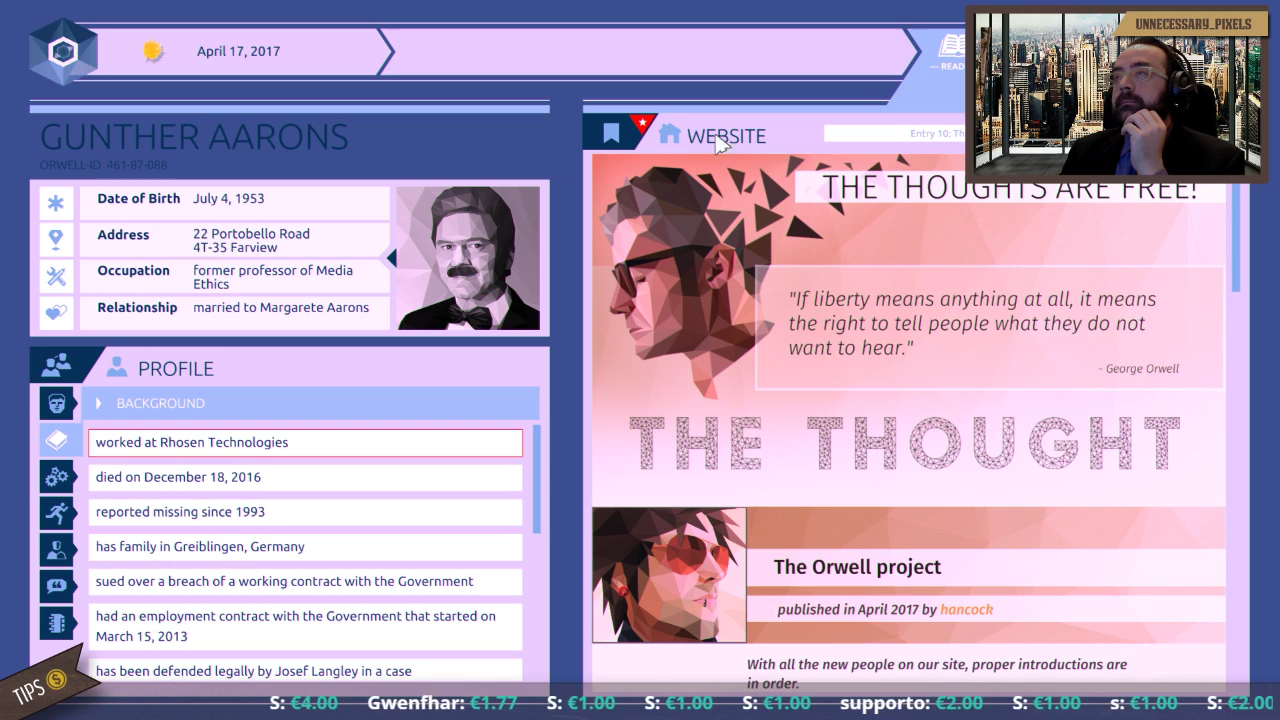 UNNECESSARY_PIXELS
April 17, 2017
— READ
GUNTHER AARONS
ORWELL-ID 461-87-088
Date of Birth July 4, 1953
Address 22 Portobello Road
4T-35 Farview
Occupation former professor of Media
Ethics
Relationship married to Margarete Aarons
PROFILE
BACKGROUND
worked at Rhosen Technologies
died on December 18, 2016
reported missing since 1993
has family in Greiblingen, Germany
sued over a breach of a working contract with the Government
had an employment contract with the Government that started on
March 15, 2013
has been defended legally by Josef Langley in a case
WEBSITE
Entry 10: Th
THE THOUGHTS ARE FREE!
"If liberty means anything at all, it means
the right to tell people what they do not
want to hear."
- George Orwell
THE THOUGHT
The Orwell project
published in April 2017 by hancock
With all the new people on our site, proper introductions are
in order.
TIPS
S: €4.00 Gwenfhar: €1.77 S: €1.00 S: €1.00 S: €1.00 supporto: €2.00 S: €1.00 s: €1.00 S: €2.00